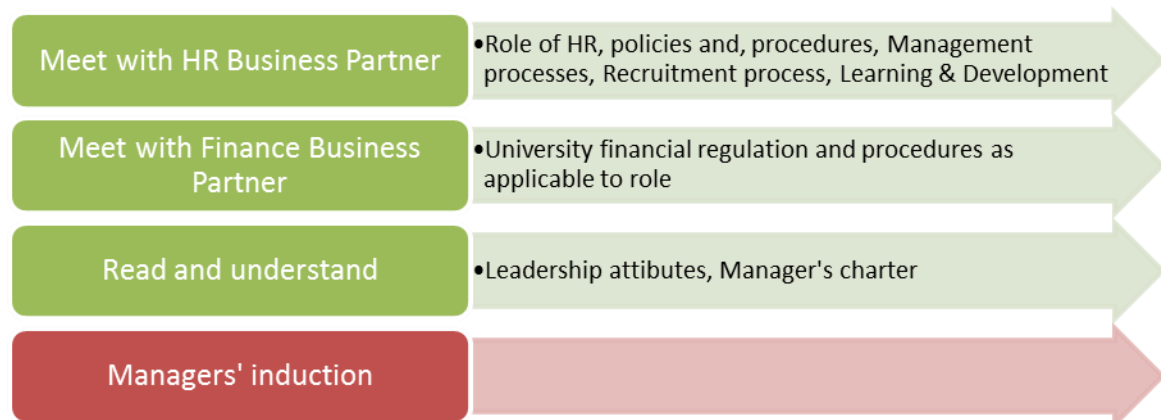 Meet with HR Business Partner
•Role of HR, policies and, procedures, Management
processes, Recruitment process, Learning & Development
Meet with Finance Business
Partner
•University financial regulation and procedures as
applicable to role
Read and understand
•Leadership attibutes, Manager's charter
Managers' induction